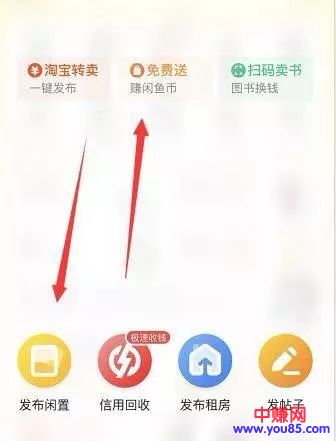 淘宝转卖
一键发布
免费送
赚闲鱼币
扫码卖书
图书换钱
极速收钱
发布闲置
信用回收
发布租房
发帖子
中赚网
www.you85.com